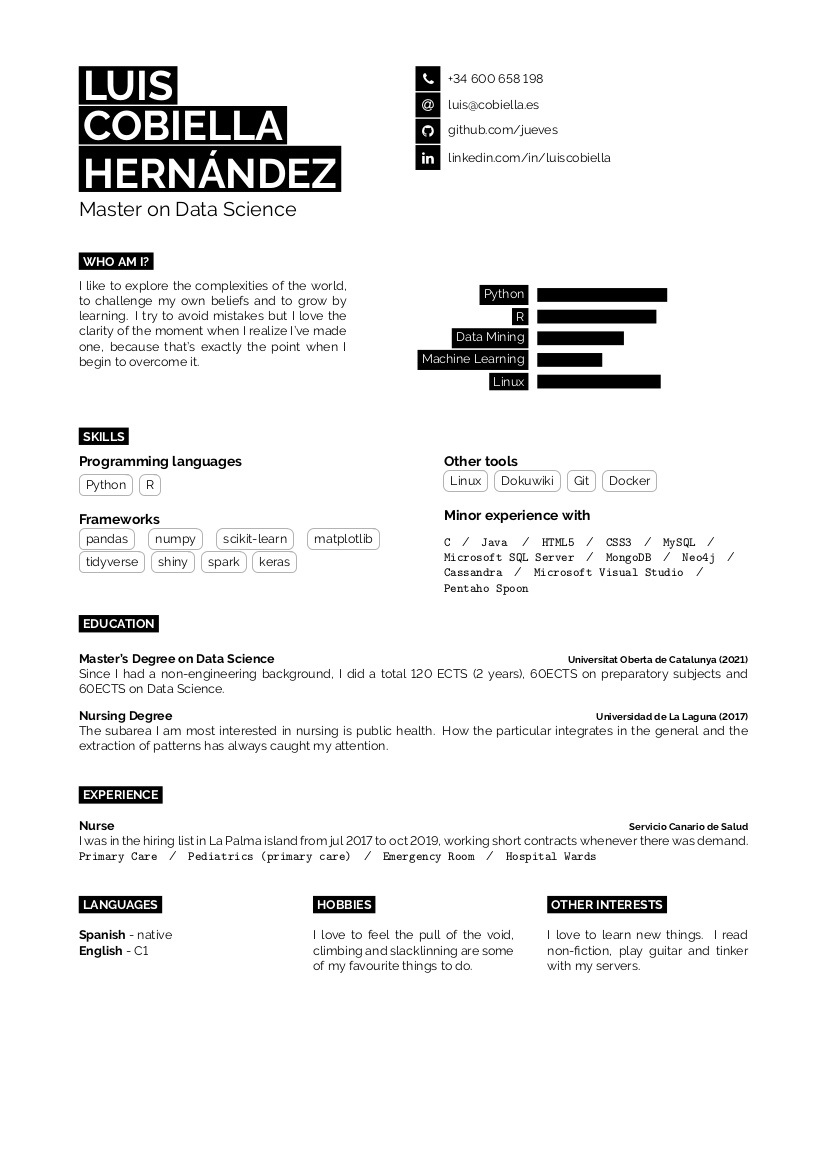 LUIS
COBIELLA
HERNÁNDEZ
Master on Data Science
+34 600 658 198
luis@cobiella.es
github.com/jueves
linkedin.com/in/luiscobiella
WHO AM I?
I like to explore the complexities of the world,
to challenge my own beliefs and to grow by
learning. I try to avoid mistakes but I love the
clarity of the moment when I realize I've made
one, because that's exactly the point when I
begin to overcome it.
Python
R
Data Mining
Machine Learning
Linux
SKILLS
Programming languages
Python R
Frameworks
pandas numpy scikit-learn matplotlib
tidyverse shiny spark keras
Other tools
Linux Dokuwiki Git Docker
Minor experience with
C / Java / HTML5 / CSS3 / MySQL /
Microsoft SQL Server / MongoDB / Neo4j /
Cassandra / Microsoft Visual Studio /
Pentaho Spoon
EDUCATION
Master's Degree on Data Science Universitat Oberta de Catalunya (2021)
Since I had a non-engineering background, I did a total 120 ECTS (2 years), 60ECTS on preparatory subjects and
60ECTS on Data Science.
Nursing Degree Universidad de La Laguna (2017)
The subarea I am most interested in nursing is public health. How the particular integrates in the general and the
extraction of patterns has always caught my attention.
EXPERIENCE
Nurse Servicio Canario de Salud
I was in the hiring list in La Palma island from jul 2017 to oct 2019, working short contracts whenever there was demand.
Primary Care / Pediatrics (primary care) / Emergency Room / Hospital Wards
LANGUAGES
Spanish - native
English - C1
HOBBIES
I love to feel the pull of the void,
climbing and slacklinning are some
of my favourite things to do.
OTHER INTERESTS
I love to learn new things. I read
non-fiction, play guitar and tinker
with my servers.